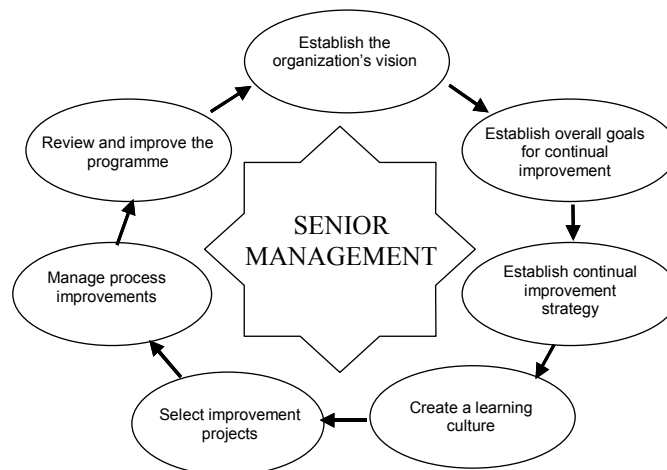 Establish the
organization's vision
Establish overall goals
for continual
improvement
Establish continual
improvement
strategy
Create a learning
culture
Select improvement
projects
Manage process
improvements
Review and improve the
programme
SENIOR
MANAGEMENT